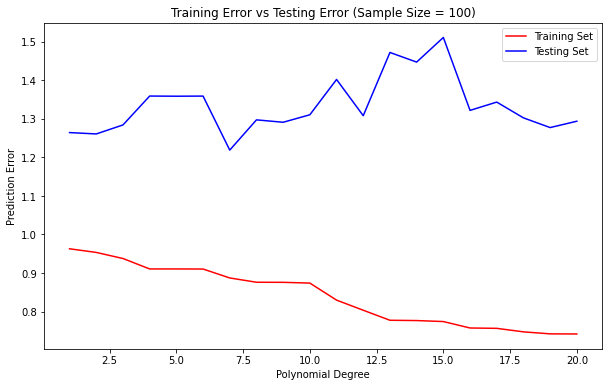 Training Error vs Testing Error (Sample Size = 100)
Training Set
Testing Set
Prediction Error
1.5
1.4
1.3
1.2
1.1
1.0
0.9
0.8
2.5 5.0 7.5 10.0 12.5 15.0 17.5 20.0
Polynomial Degree